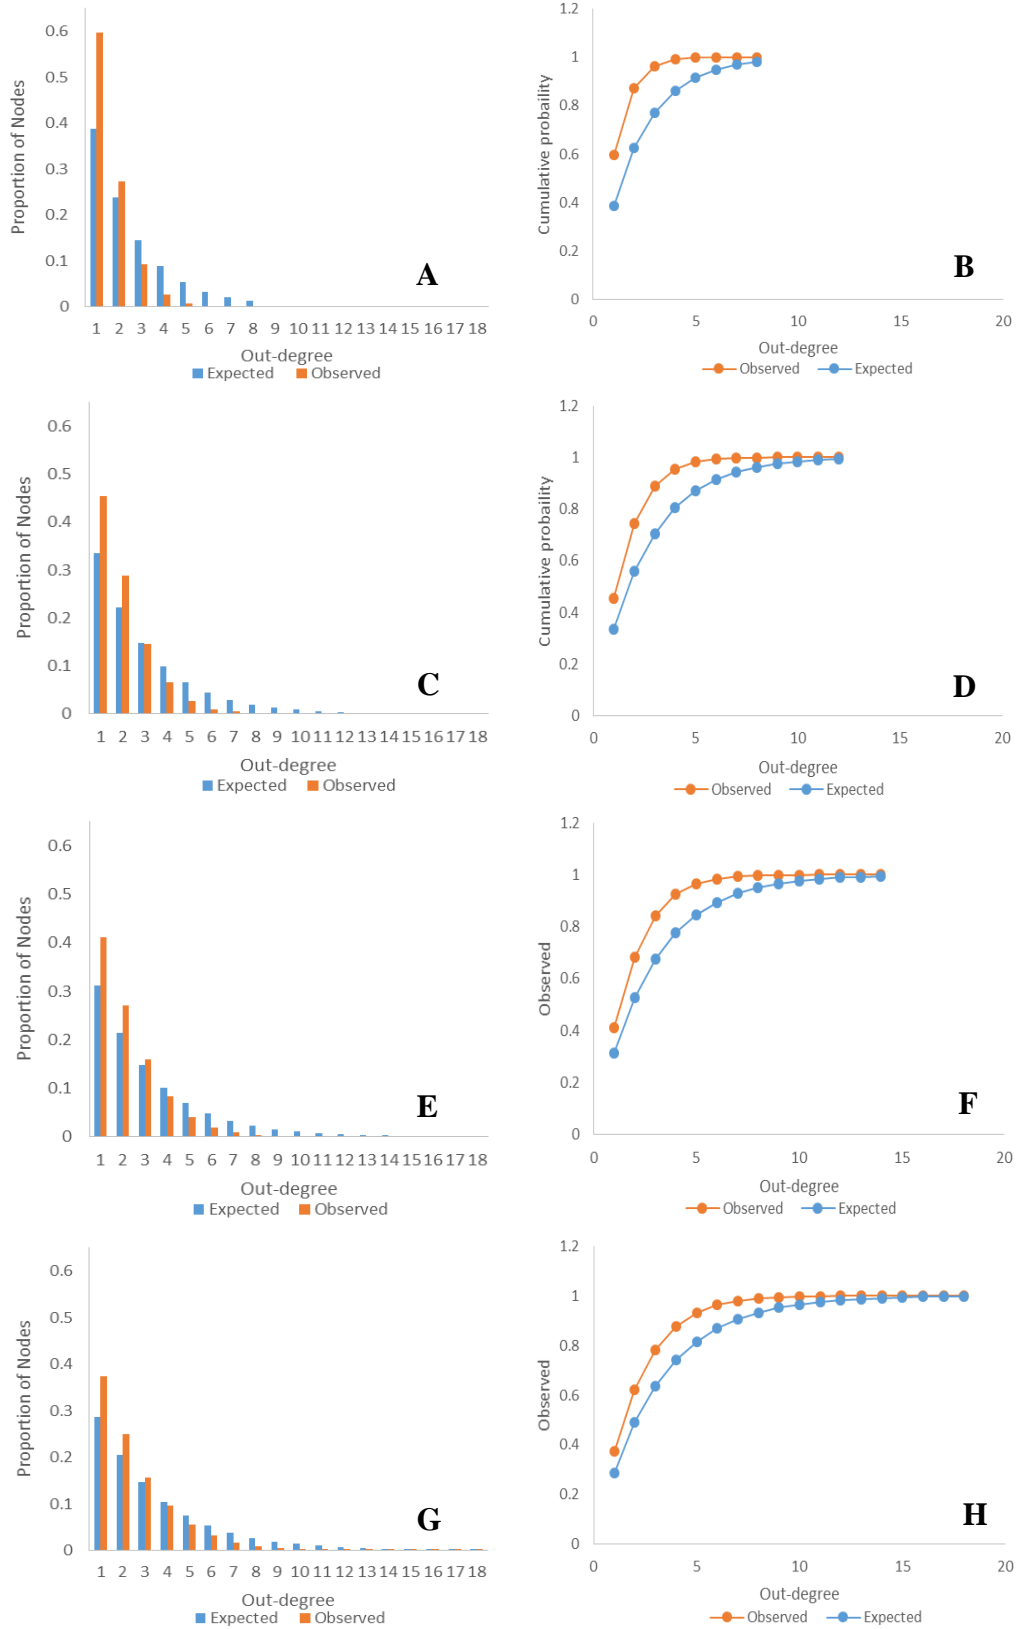 Proportion of Nodes
0.6
0.5
0.4
0.3
0.2
0.1
0
A
1 2 3 4 5 6 7 8 9 10 11 12 13 14 15 16 17 18
Out-degree
Expected Observed
Cumulative probaility
1.2
1
0.8
0.6
0.4
0.2
0
B
0 5 10 15 20
Out-degree
Observed Expected
Proportion of Nodes
0.6
0.5
0.4
0.3
0.2
0.1
0
C
1 2 3 4 5 6 7 8 9 10 11 12 13 14 15 16 17 18
Out-degree
Expected Observed
Cumulative probaility
1.2
1
0.8
0.6
0.4
0.2
0
D
0 5 10 15 20
Out-degree
Observed Expected
Proportion of Nodes
0.6
0.5
0.4
0.3
0.2
0.1
0
E
1 2 3 4 5 6 7 8 9 10 11 12 13 14 15 16 17 18
Out-degree
Expected Observed
Observed
1.2
1
0.8
0.6
0.4
0.2
0
F
0 5 10 15 20
Out-degree
Observed Expected
Proportion of Nodes
0.6
0.5
0.4
0.3
0.2
0.1
0
G
1 2 3 4 5 6 7 8 9 10 11 12 13 14 15 16 17 18
Out-degree
Expected Observed
Observed
1.2
1
0.8
0.6
0.4
0.2
0
H
0 5 10 15 20
Out-degree
Observed Expected